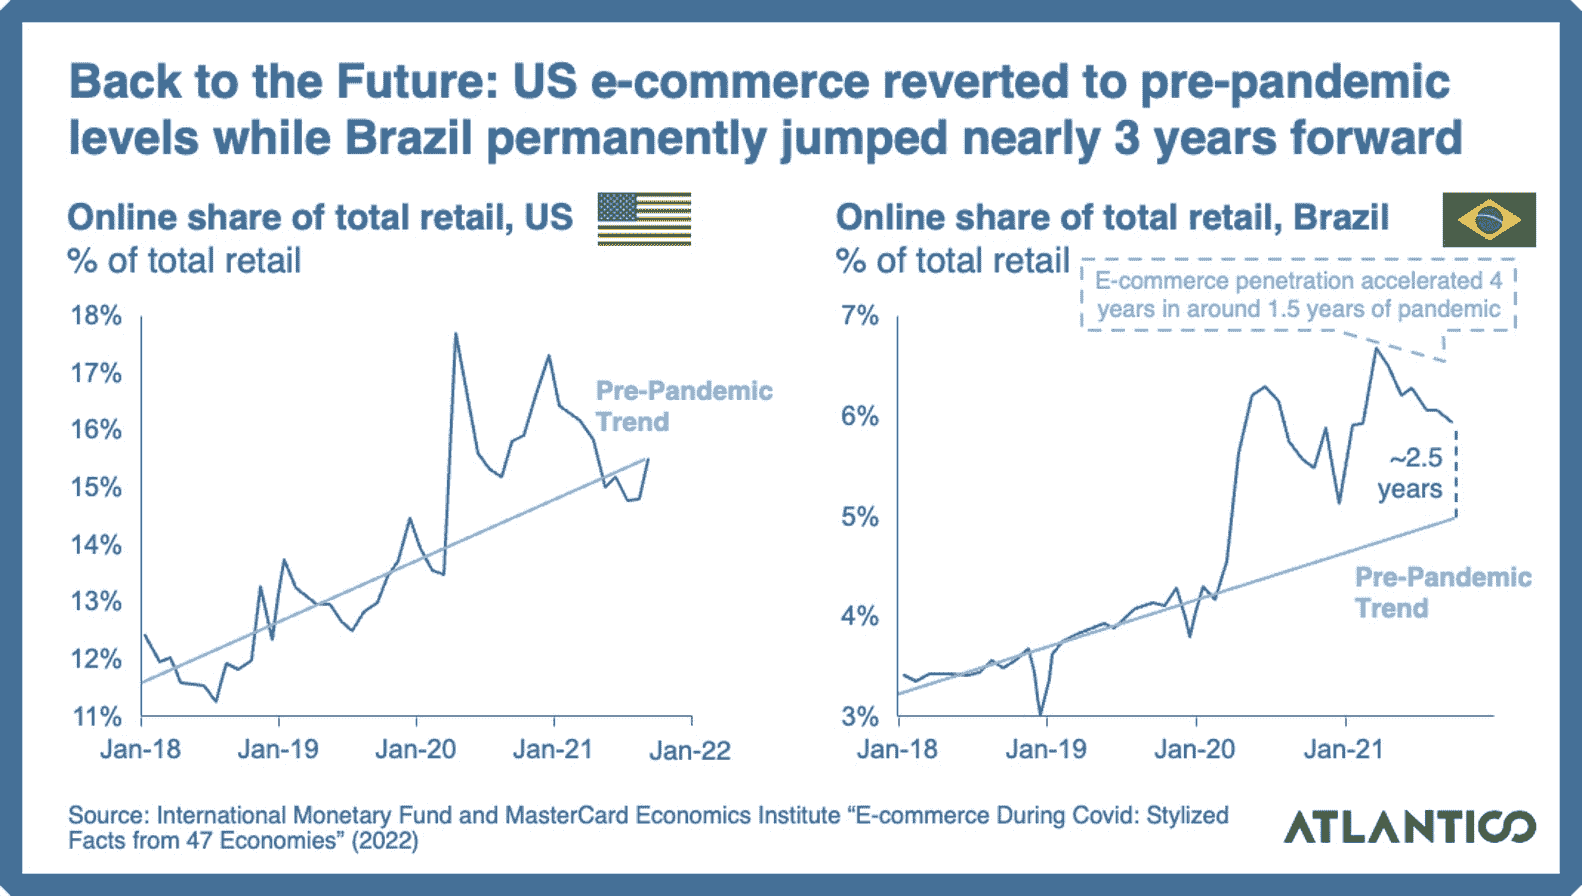 Back to the Future: US e-commerce reverted to pre-pandemic
levels while Brazil permanently jumped nearly 3 years forward
Online share of total retail, US
% of total retail
18%
17%
16%
15%
14%
13%
12%
11%
Jan-18
Jan-19
Jan-20
Jan-21
Jan-22
Pre-Pandemic
Trend
Online share of total retail, Brazil
% of total retail
E-commerce penetration accelerated 4
years in around 1.5 years of pandemic
7%
6%
5%
4%
3%
Jan-18
Jan-19
Jan-20
Jan-21
~2.5
years
Pre-Pandemic
Trend
Source: International Monetary Fund and MasterCard Economics Institute “E-commerce During Covid: Stylized
Facts from 47 Economies” (2022)
ATLANTICO